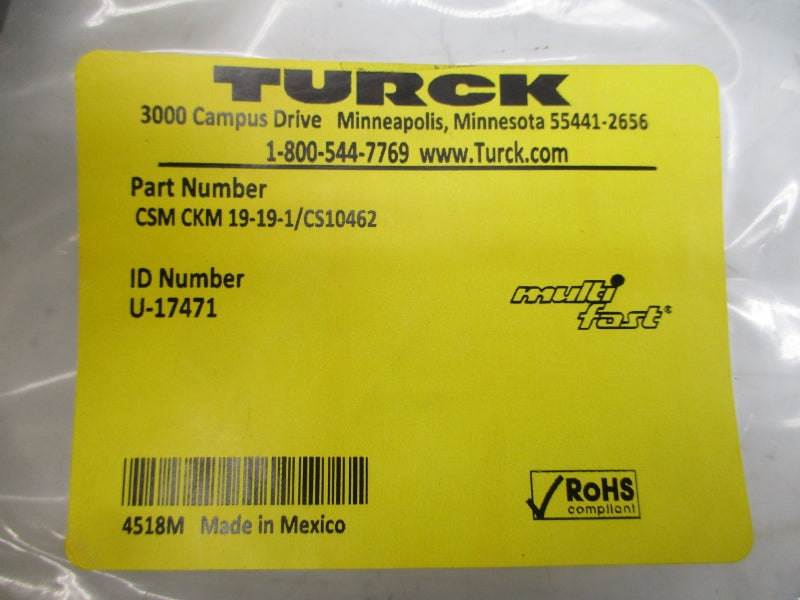 TURCK
3000 Campus Drive Minneapolis, Minnesota 55441-2656
1-800-544-7769 www.Turck.com
Part Number
CSM CKM 19-19-1/CS10462
ID Number
U-17471
multi
fast®
RoHS
compliant
4518M Made in Mexico